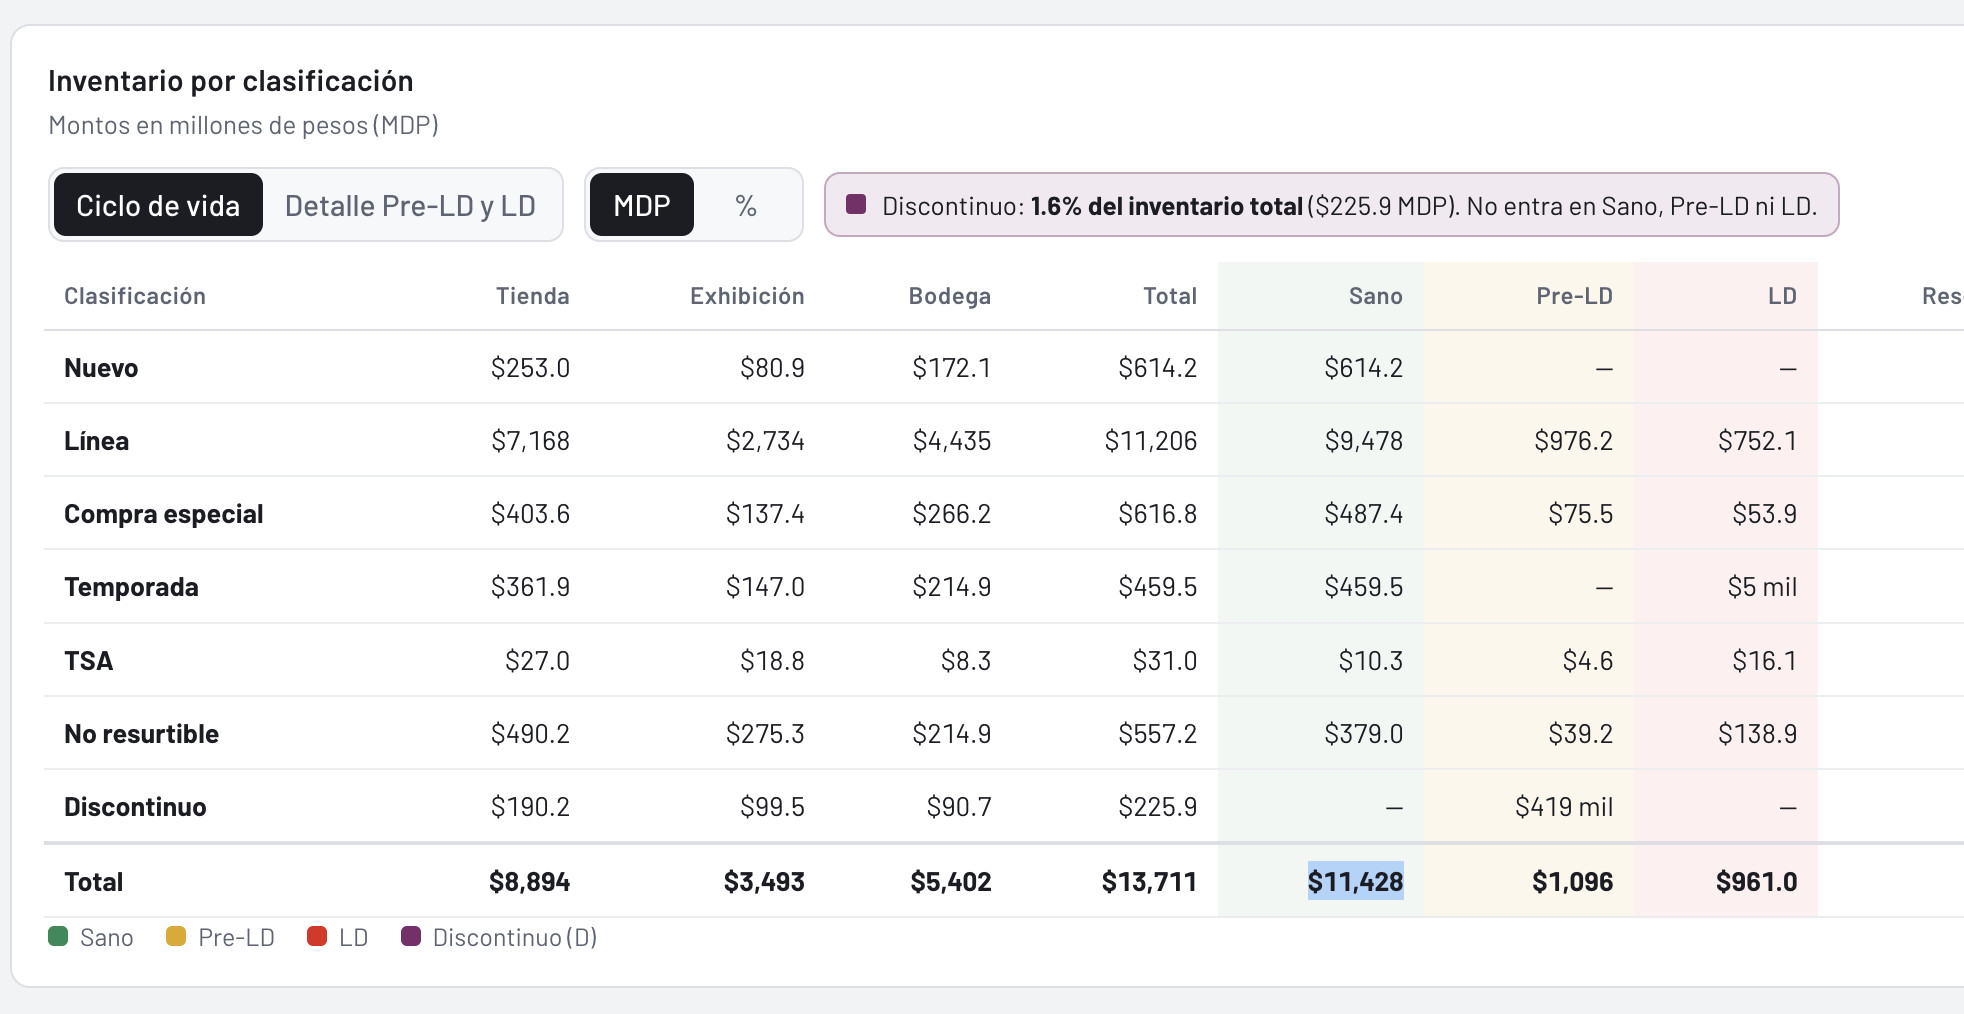 Inventario por clasificación
Montos en millones de pesos (MDP)
Ciclo de vida Detalle Pre-LD y LD MDP % Discontinuo: 1.6% del inventario total ($225.9 MDP). No entra en Sano, Pre-LD ni LD.
Clasificación Tienda Exhibición Bodega Total Sano Pre-LD LD Res
Nuevo $253.0 $80.9 $172.1 $614.2 $614.2 – –
Línea $7,168 $2,734 $4,435 $11,206 $9,478 $976.2 $752.1
Compra especial $403.6 $137.4 $266.2 $616.8 $487.4 $75.5 $53.9
Temporada $361.9 $147.0 $214.9 $459.5 $459.5 – $5 mil
TSA $27.0 $18.8 $8.3 $31.0 $10.3 $4.6 $16.1
No resurtible $490.2 $275.3 $214.9 $557.2 $379.0 $39.2 $138.9
Discontinuo $190.2 $99.5 $90.7 $225.9 – $419 mil –
Total $8,894 $3,493 $5,402 $13,711 $11,428 $1,096 $961.0
Sano Pre-LD LD Discontinuo (D)